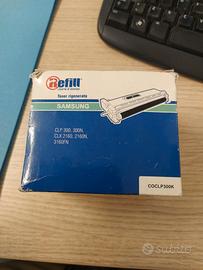 refill
Toner rigenerato
SAMSUNG
CLP 300, 300N,
CLX 2160, 2160N,
3160FN
COCLP300K
subito